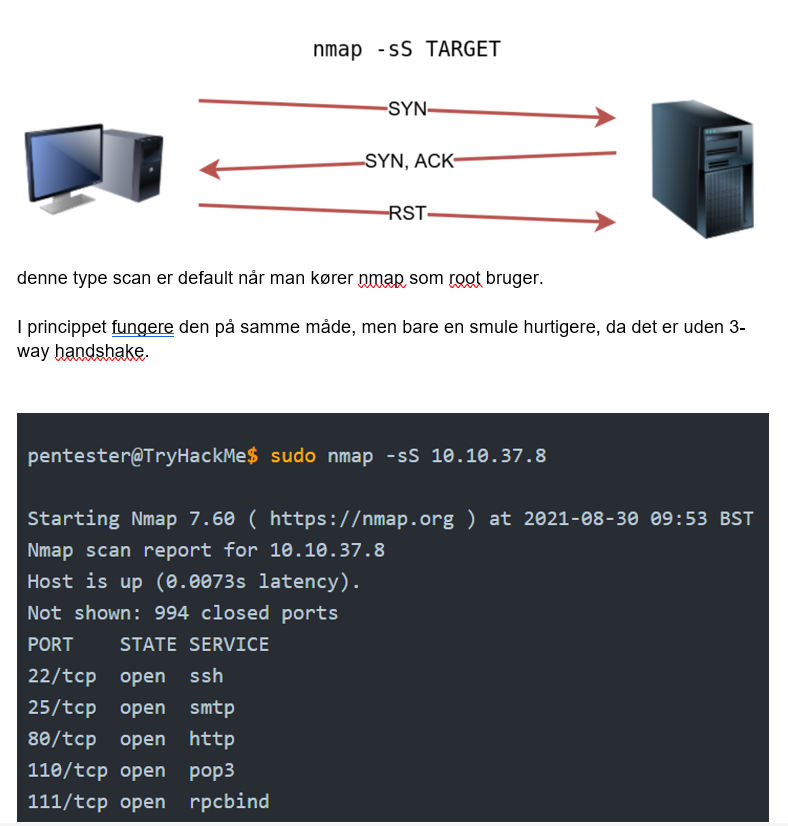 nmap -sS TARGET
SYN
SYN, ACK
RST
denne type scan er default når man kører nmap som root bruger.
I princippet fungere den på samme måde, men bare en smule hurtigere, da det er uden 3-
way handshake.
pentester@TryHackMe$ sudo nmap -sS 10.10.37.8
Starting Nmap 7.60 ( https://nmap.org ) at 2021-08-30 09:53 BST
Nmap scan report for 10.10.37.8
Host is up (0.0073s latency).
Not shown: 994 closed ports
PORT    STATE SERVICE
22/tcp  open  ssh
25/tcp  open  smtp
80/tcp  open  http
110/tcp open  pop3
111/tcp open  rpcbind